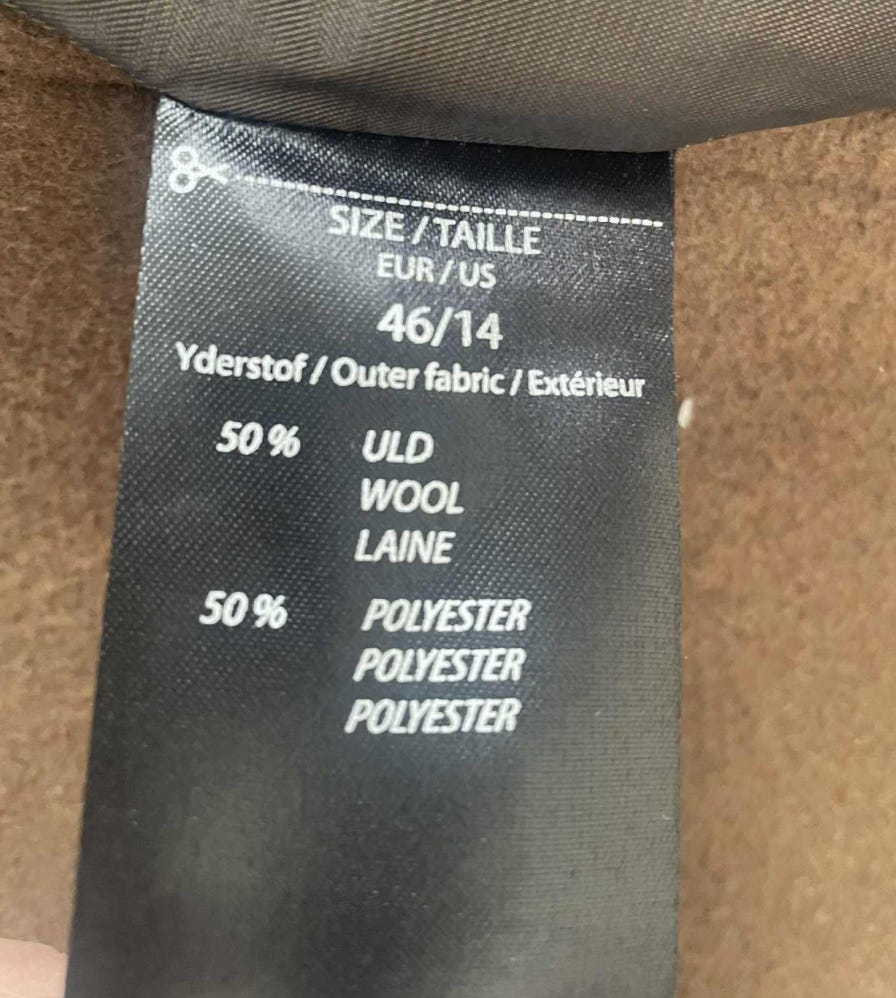 SIZE / TAILLE
EUR / US
46/14
Yderstof / Outer fabric / Extérieur
50 % ULD
WOOL
LAINE
50 % POLYESTER
POLYESTER
POLYESTER